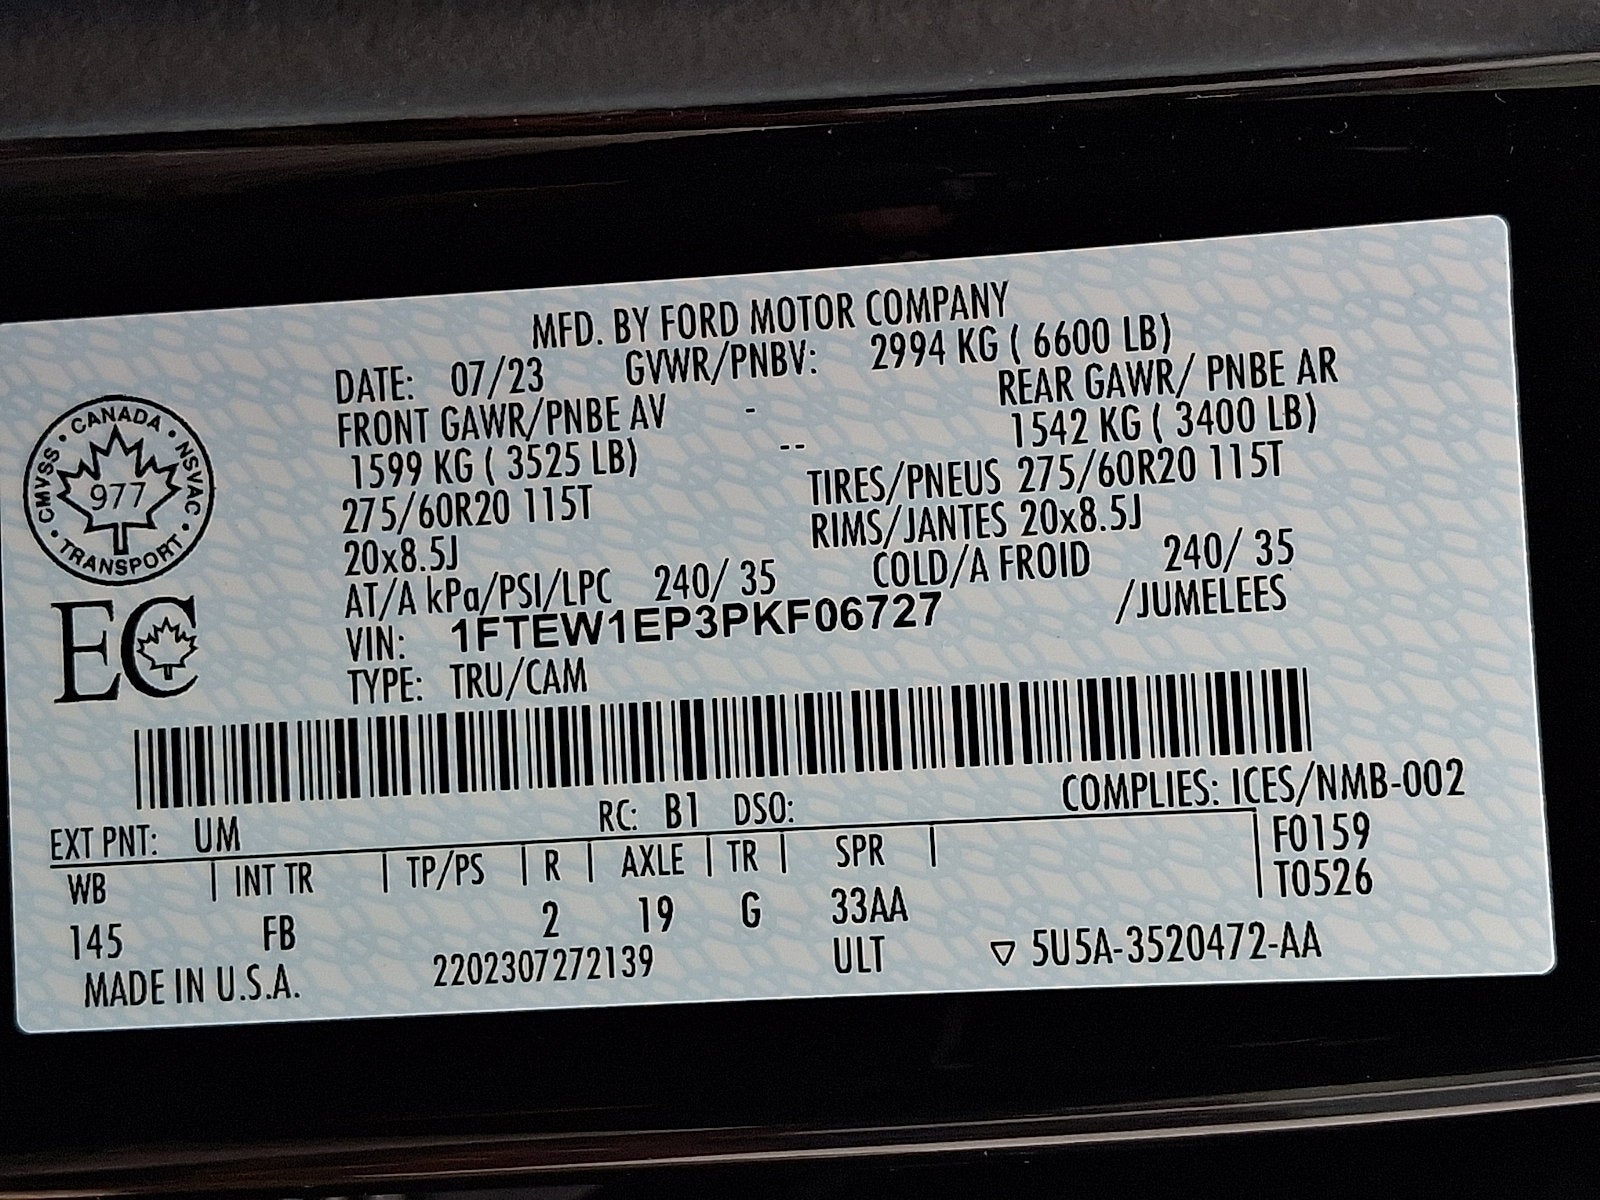 MFD. BY FORD MOTOR COMPANY
DATE: 07/23 GVWR/PNBV: 2994 KG ( 6600 LB)
FRONT GAWR/PNBE AV - REAR GAWR/ PNBE AR
1599 KG ( 3525 LB) -- 1542 KG ( 3400 LB)
275/60R20 115T TIRES/PNEUS 275/60R20 115T
20x8.5J RIMS/JANTES 20x8.5J
AT/A kPa/PSI/LPC 240/ 35 COLD/A FROID 240/ 35
VIN: 1FTEW1EP3PKF06727 /JUMELEES
TYPE: TRU/CAM
CANADA • NSVAC • TRANSPORT • CMVSS •
977
EC
COMPLIES: ICES/NMB-002
EXT PNT: UM RC: B1 DSO:
WB | INT TR | TP/PS | R | AXLE | TR | SPR | F0159
145 FB 2 19 G 33AA T0526
MADE IN U.S.A. 2202307272139 ULT ▽ 5U5A-3520472-AA